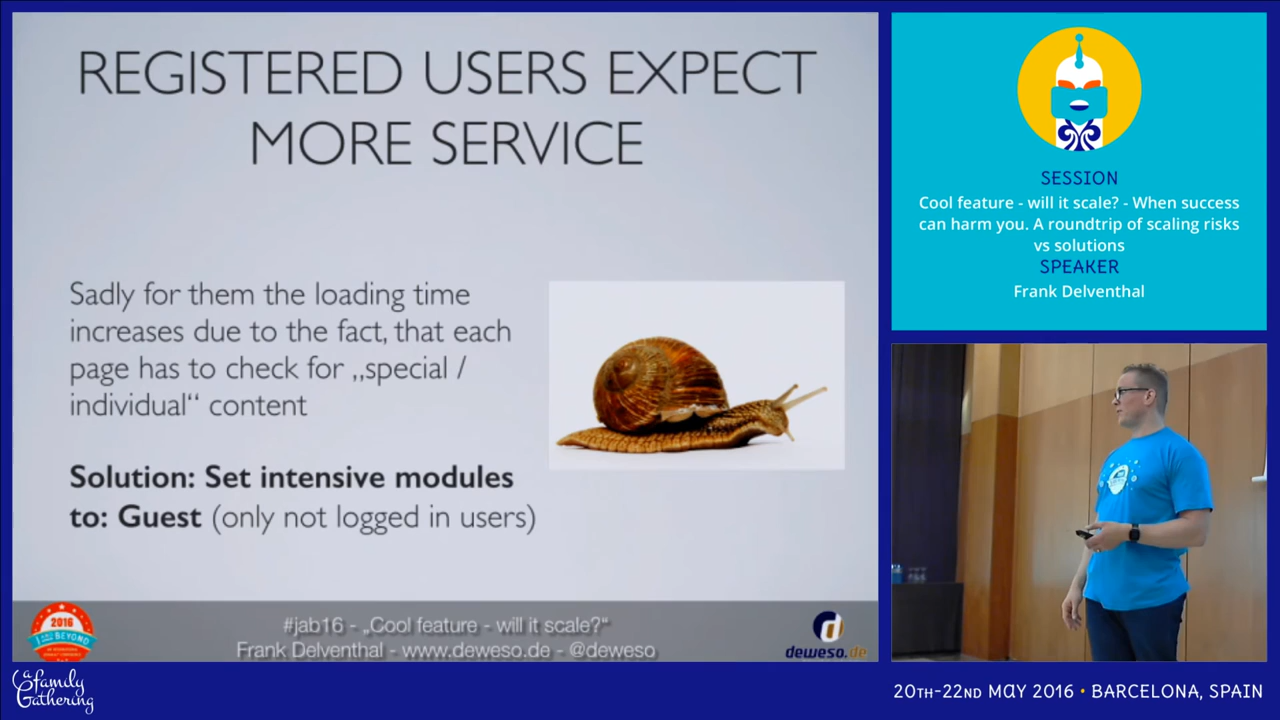 REGISTERED USERS EXPECT
MORE SERVICE
Sadly for them the loading time
increases due to the fact, that each
page has to check for „special /
individual“ content
Solution: Set intensive modules
to: Guest (only not logged in users)
2016
#jab16 - „Cool feature - will it scale?“
Frank Delventhal - www.deweso.de - @deweso
deweso.de
SESSION
Cool feature - will it scale? - When success
can harm you. A roundtrip of scaling risks
vs solutions
SPEAKER
Frank Delventhal
a family
Gathering
20TH-22ND MAY 2016 • BARCELONA, SPAIN